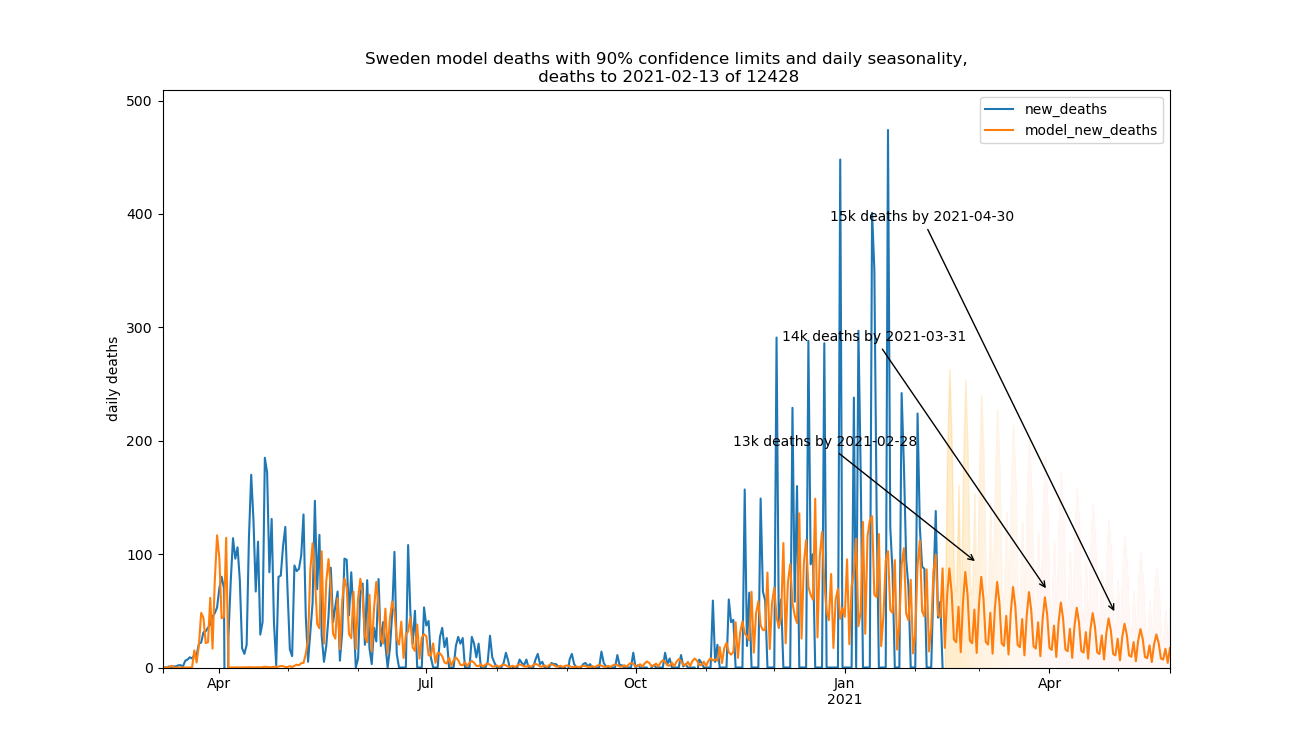 Sweden model deaths with 90% confidence limits and daily seasonality,
deaths to 2021-02-13 of 12428
500
new_deaths
model_new_deaths
400
15k deaths by 2021-04-30
300
14k deaths by 2021-03-31
daily deaths
200
13k deaths by 2021-02-28
100
0
Apr
Jul
Oct
Jan
2021
Apr